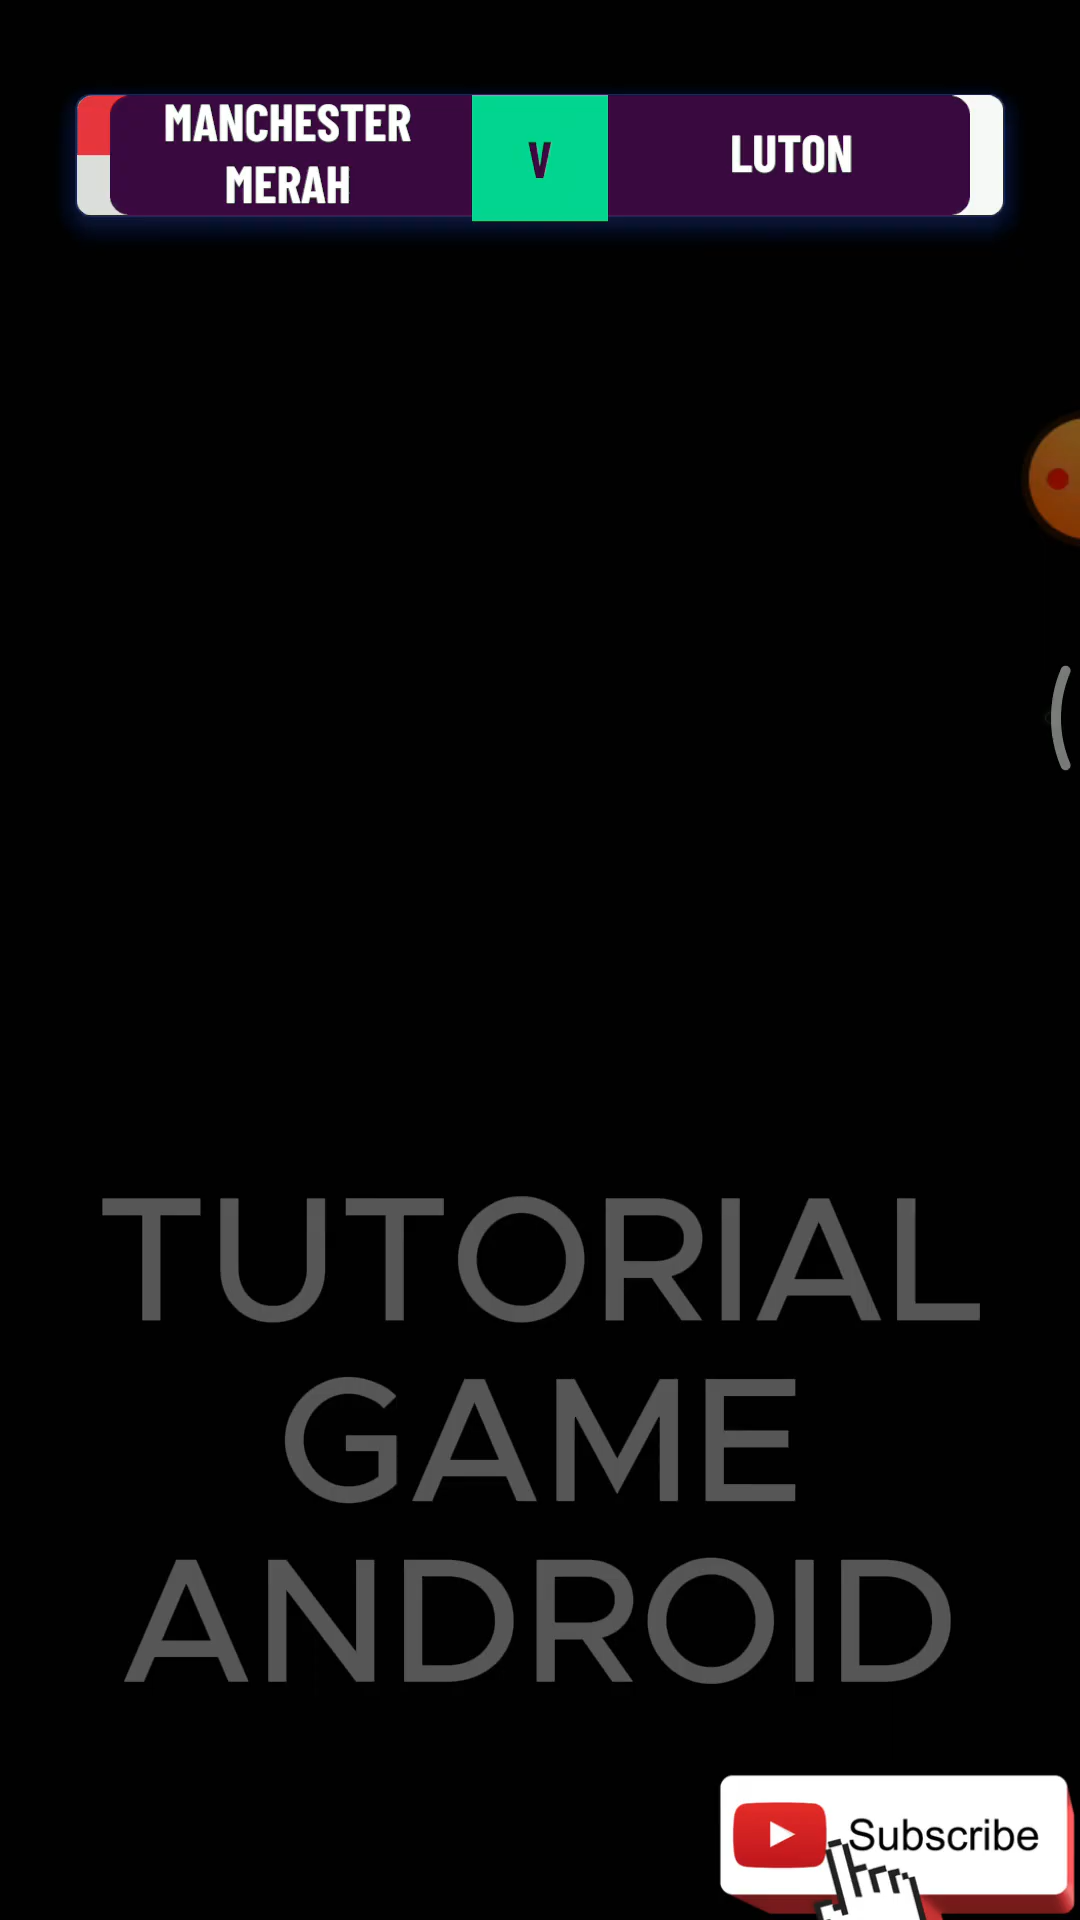 MANCHESTER
MERAH
V
LUTON
TUTORIAL
GAME
ANDROID
Subscribe